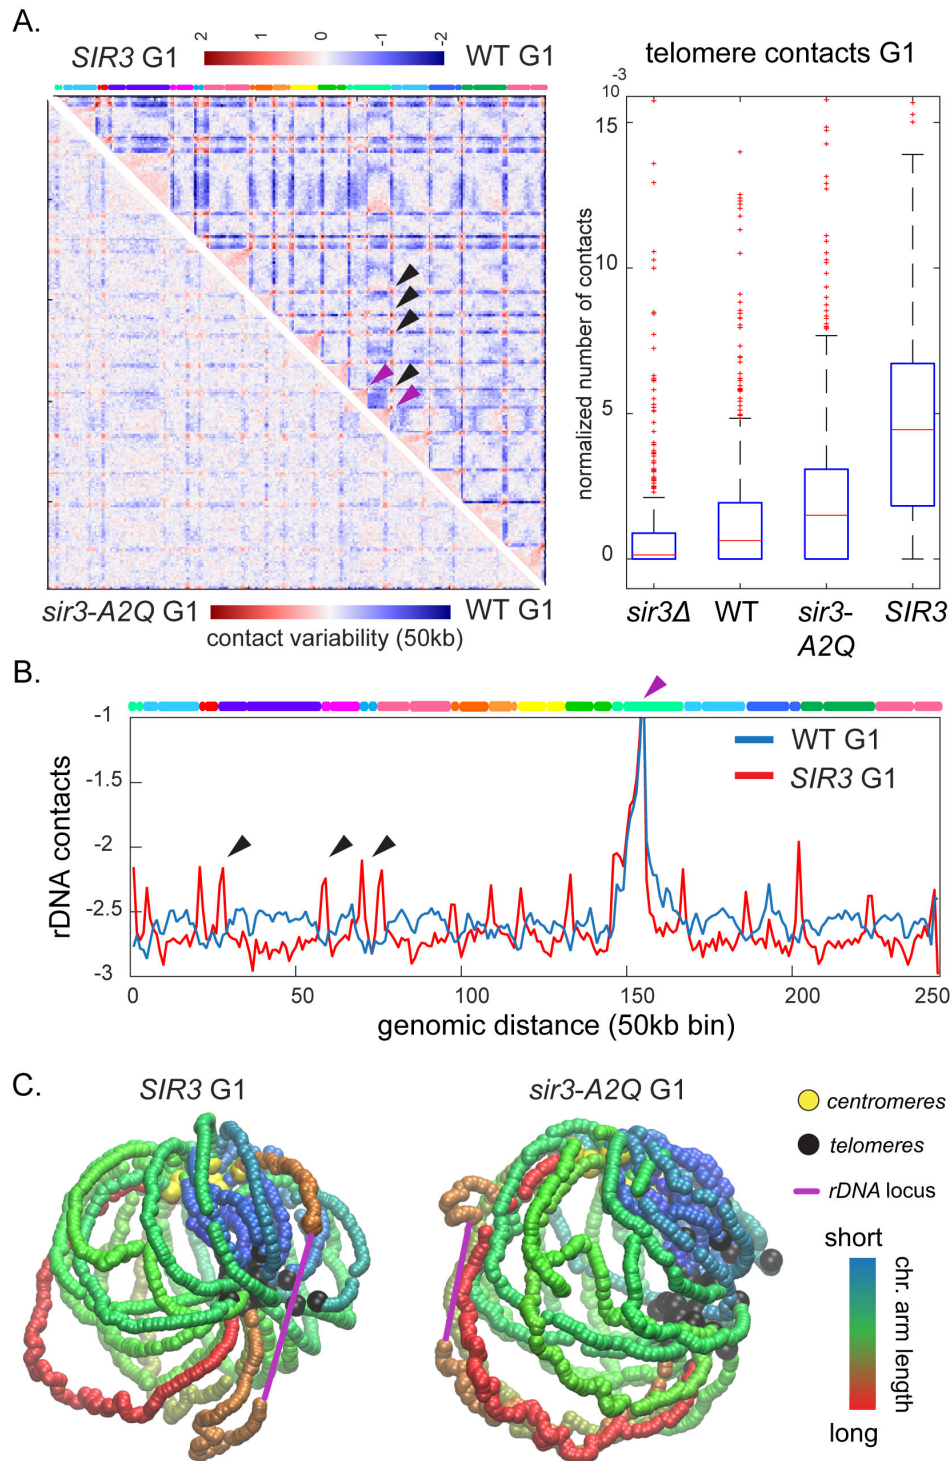 A.
SIR3 G1
2 1 0 -1 -2
WT G1
sir3-A2Q G1
WT G1
contact variability (50kb)
telomere contacts G1
10 -3
15
10
5
0
normalized number of contacts
sir3Δ WT sir3-A2Q SIR3
B.
-1
-1.5
-2
-2.5
-3
rDNA contacts
WT G1
SIR3 G1
0 50 100 150 200 250
genomic distance (50kb bin)
C.
SIR3 G1
sir3-A2Q G1
centromeres
telomeres
rDNA locus
short
chr. arm length
long